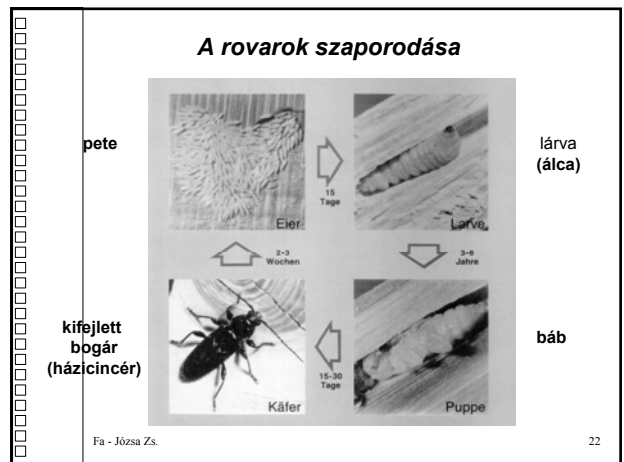 A rovarok szaporodása
pete
Eier
15
Tage
Larve
lárva
(álca)
2-3
Wochen
3-6
Jahre
kifejlett
bogár
(házicincér)
Käfer
15-30
Tage
Puppe
báb
Fa - Józsa Zs.
22